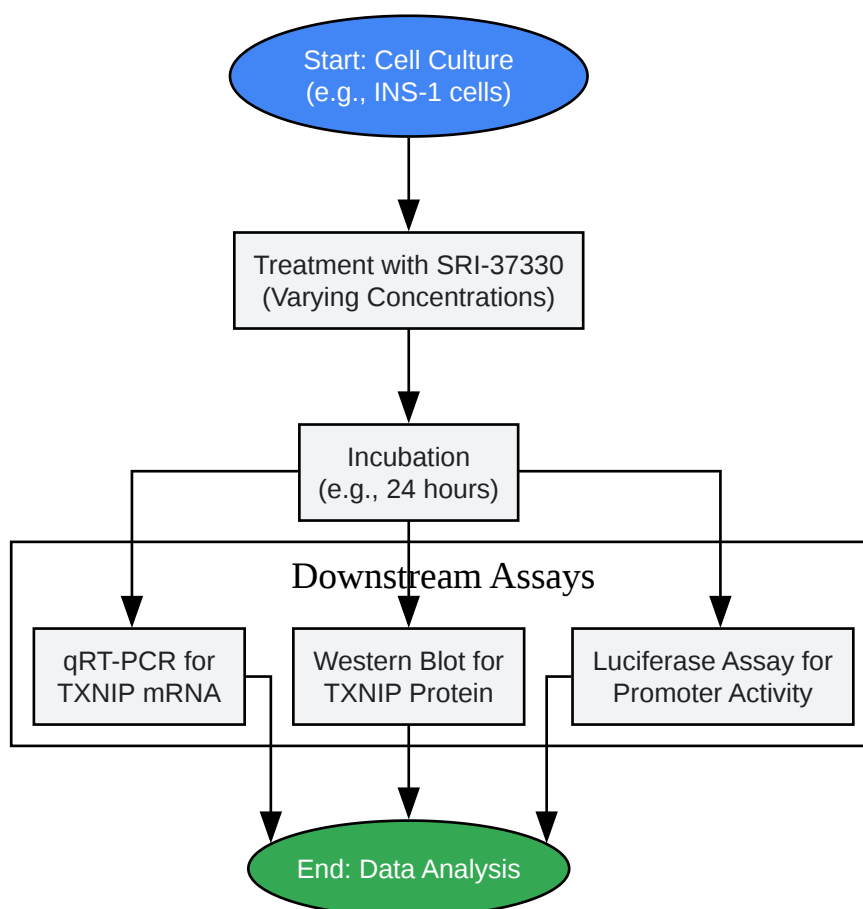 Start: Cell Culture
(e.g., INS-1 cells)
Treatment with SRI-37330
(Varying Concentrations)
Incubation
(e.g., 24 hours)
Downstream Assays
qRT-PCR for
TXNIP mRNA
Western Blot for
TXNIP Protein
Luciferase Assay for
Promoter Activity
End: Data Analysis